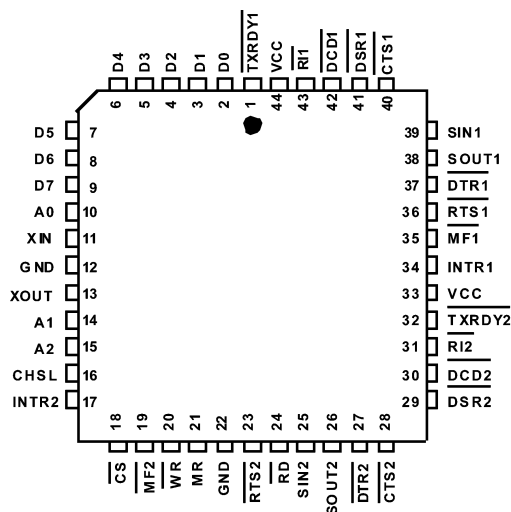 D4 D3 D2 D1 D0 TXRDY1 VCC RI1 DCD1 DSR1 CTS1
6 5 4 3 2 1 44 43 42 41 40
D5 7 39 SIN1
D6 8 38 SOUT1
D7 9 37 DTR1
A0 10 36 RTS1
XIN 11 35 MF1
GND 12 34 INTR1
XOUT 13 33 VCC
A1 14 32 TXRDY2
A2 15 31 RI2
CHSL 16 30 DCD2
INTR2 17 29 DSR2
18 19 20 21 22 23 24 25 26 27 28
CS MF2 WR MR GND RTS2 RD SIN2 SOUT2 DTR2 CTS2